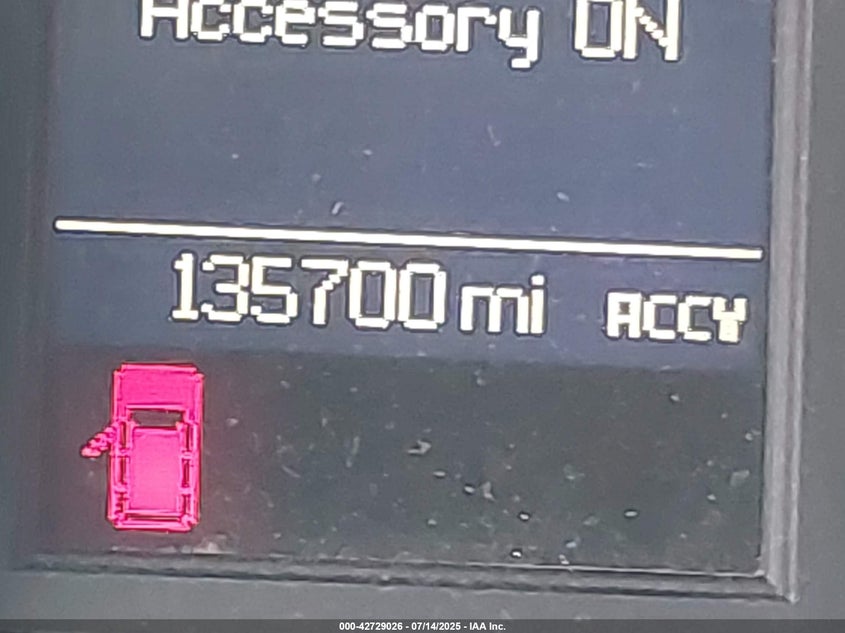 Accessory ON
135700 mi ACCY
000-42729026 - 07/14/2025 - IAA Inc.